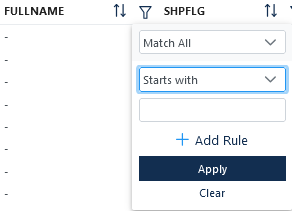 FULLNAME SHPFLG
Match All
-
Starts with
-
-
-
+ Add Rule
-
Apply
-
Clear
-
-